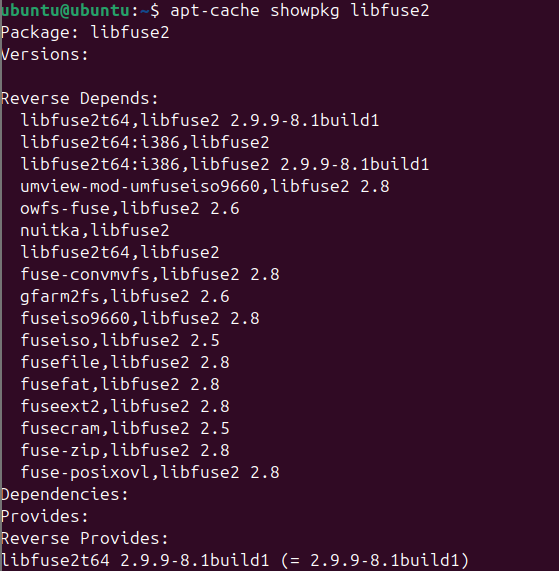 ubuntu@ubuntu:~$ apt-cache showpkg libfuse2
Package: libfuse2
Versions:
Reverse Depends:
libfuse2t64,libfuse2 2.9.9-8.1build1
libfuse2t64:i386,libfuse2
libfuse2t64:i386,libfuse2 2.9.9-8.1build1
umview-mod-umfuseiso9660,libfuse2 2.8
owfs-fuse,libfuse2 2.6
nuitka,libfuse2
libfuse2t64,libfuse2
fuse-convmvfs,libfuse2 2.8
gfarm2fs,libfuse2 2.6
fuseiso9660,libfuse2 2.8
fuseiso,libfuse2 2.5
fusefile,libfuse2 2.8
fusefat,libfuse2 2.8
fuseext2,libfuse2 2.8
fusecram,libfuse2 2.5
fuse-zip,libfuse2 2.8
fuse-posixovl,libfuse2 2.8
Dependencies:
Provides:
Reverse Provides:
libfuse2t64 2.9.9-8.1build1 (= 2.9.9-8.1build1)